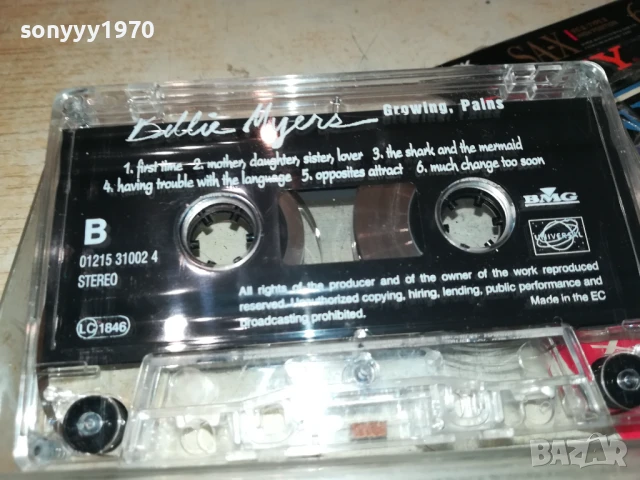 sonyyy1970
SA-X
Y
Billie Myers Growing, Pains
1. first time 2. mother, daughter, sister, lover 3. the shark and the mermaid
4. having trouble with the language 5. opposites attract 6. much change too soon
B
01215 31002 4
STEREO
BMG
UNIVERSAL
All rights of the producer and of the owner of the work reproduced
reserved. Unauthorized copying, hiring, lending, public performance and
broadcasting prohibited. Made in the EC
LC 1846
BAZAR